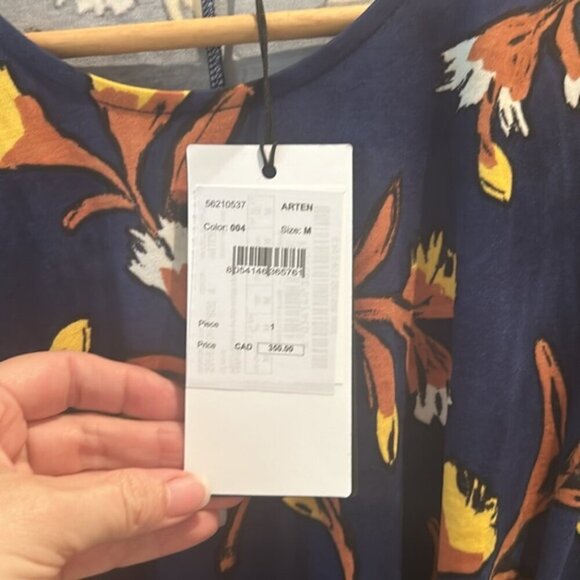 56210537 ARTEN
Color: 004 Size: M
8054146365761
Piece 1
Price CAD 350.00